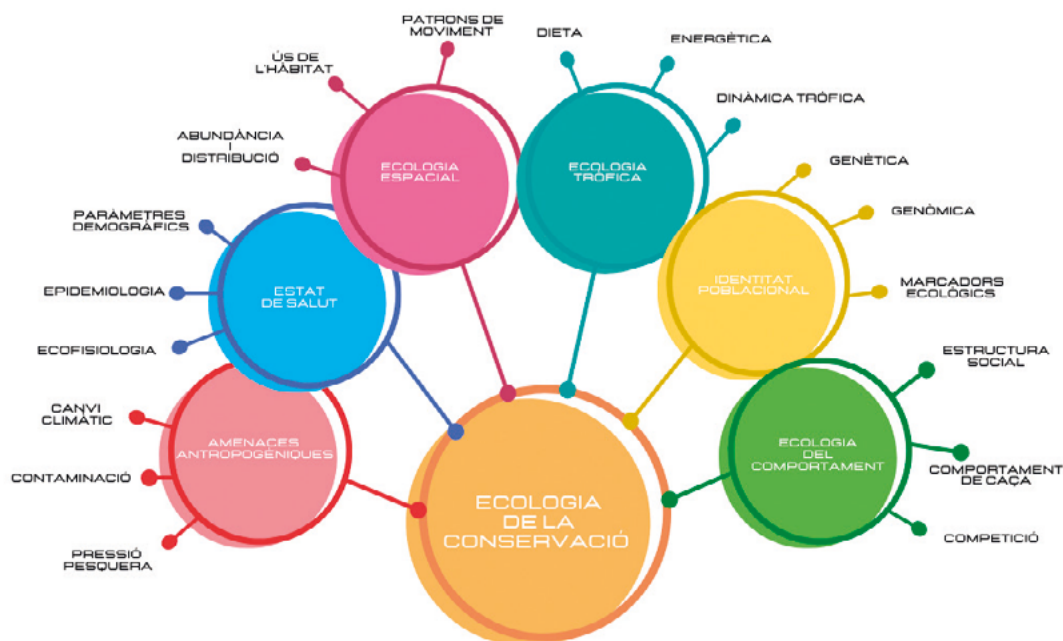 PATRONS DE
MOVIMENT
ÚS DE
L'HÀBITAT
ABUNDÀNCIA
I
DISTRIBUCIÓ
ECOLOGIA
ESPACIAL
DIETA
ENERGÈTICA
DINÀMICA TRÒFICA
ECOLOGIA
TRÒFICA
GENÈTICA
GENÒMICA
MARCADORS
ECOLÒGICS
IDENTITAT
POBLACIONAL
PARÀMETRES
DEMOGRÀFICS
EPIDEMIOLOGIA
ECOFISIOLOGIA
ESTAT
DE SALUT
ESTRUCTURA
SOCIAL
COMPORTAMENT
DE CAÇA
COMPETICIÓ
ECOLOGIA
DEL
COMPORTAMENT
CANVI
CLIMÀTIC
CONTAMINACIÓ
PRESSIÓ
PESQUERA
AMENACES
ANTROPOGÈNIQUES
ECOLOGIA
DE LA
CONSERVACIÓ